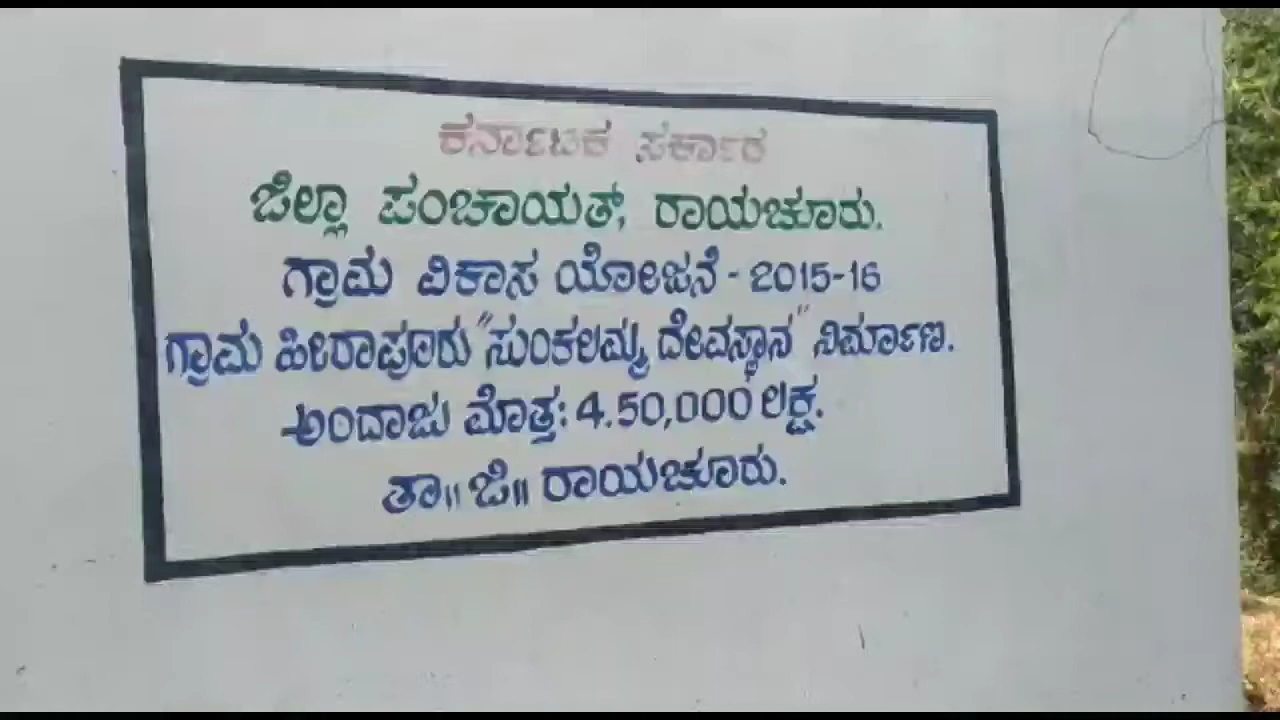 ಕರ್ನಾಟಕ ಸರ್ಕಾರ
ಜಿಲ್ಲಾ ಪಂಚಾಯತ್, ರಾಯಚೂರು.
ಗ್ರಾಮ ವಿಕಾಸ ಯೋಜನೆ - 2015-16
ಗ್ರಾಮ ಹೀರಾಪೂರು "ಸುಂಕಲಮ್ಮ ದೇವಸ್ಥಾನ" ನಿರ್ಮಾಣ.
ಅಂದಾಜು ಮೊತ್ತ: 4.50,000 ಲಕ್ಷ.
ತಾ॥ ಜಿ॥ ರಾಯಚೂರು.